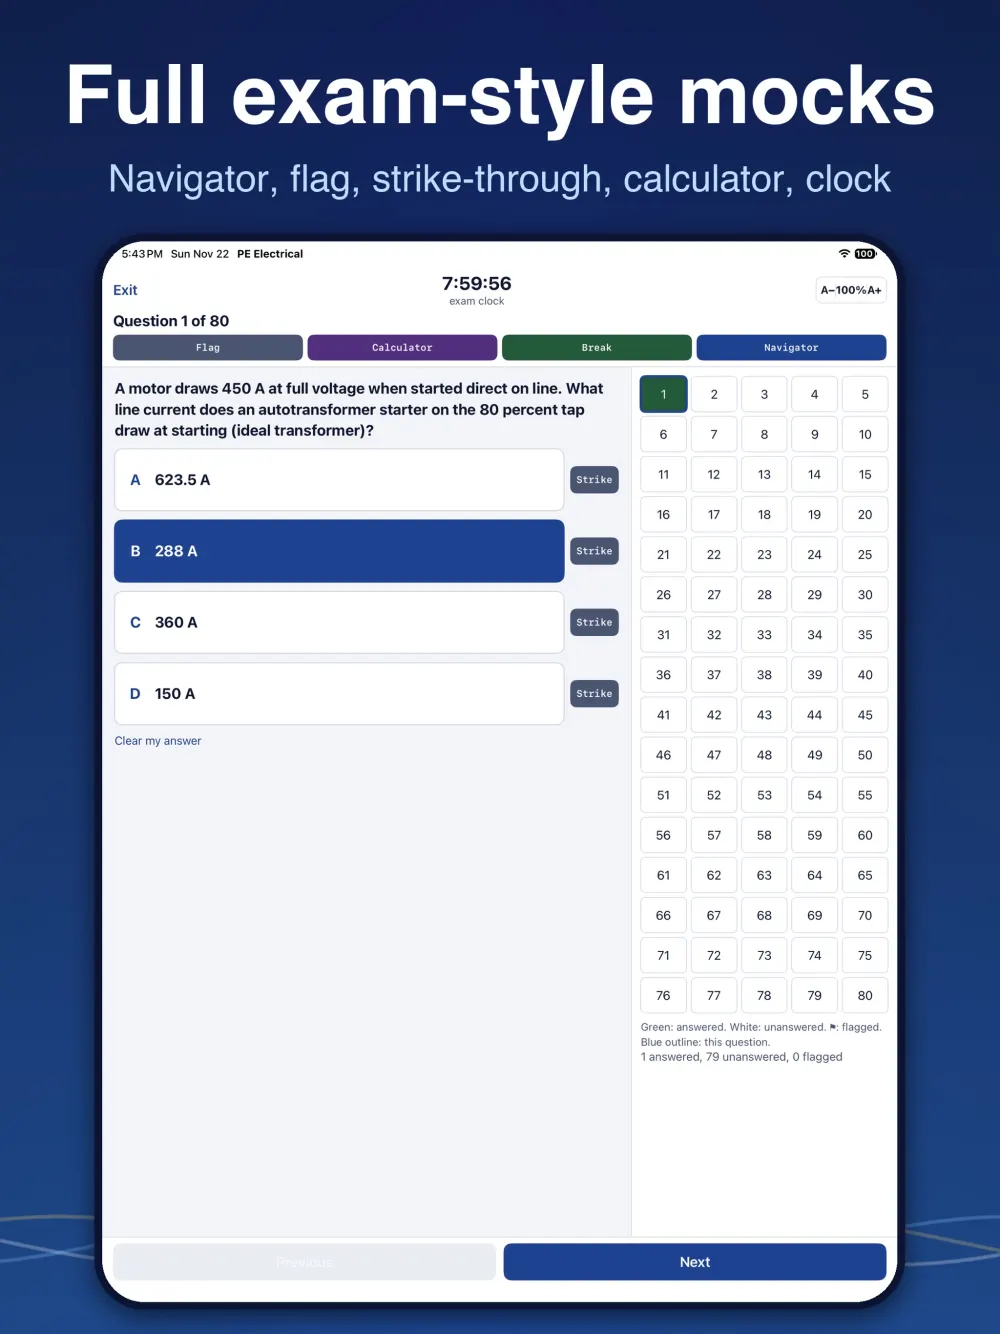 Full exam-style mocks
Navigator, flag, strike-through, calculator, clock
5:43 PM Sun Nov 22 PE Electrical
100
Exit
7:59:56
exam clock
A−100%A+
Question 1 of 80
Flag
Calculator
Break
Navigator
A motor draws 450 A at full voltage when started direct on line. What
line current does an autotransformer starter on the 80 percent tap
draw at starting (ideal transformer)?
A 623.5 A
Strike
B 288 A
Strike
C 360 A
Strike
D 150 A
Strike
Clear my answer
1 2 3 4 5
6 7 8 9 10
11 12 13 14 15
16 17 18 19 20
21 22 23 24 25
26 27 28 29 30
31 32 33 34 35
36 37 38 39 40
41 42 43 44 45
46 47 48 49 50
51 52 53 54 55
56 57 58 59 60
61 62 63 64 65
66 67 68 69 70
71 72 73 74 75
76 77 78 79 80
Green: answered. White: unanswered. ⚑: flagged.
Blue outline: this question.
1 answered, 79 unanswered, 0 flagged
Previous
Next